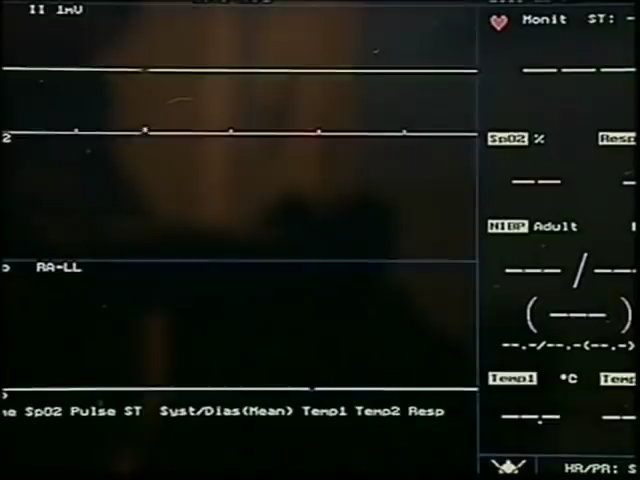 II 1mV
Monit ST: -
--- --- ---
2
SpO2 % Resp
-- -- -
NIBP Adult
--- / ---
RA-LL
( --- )
--.-/--.-(--.-)
Temp1 °C Temp
--.- --
SpO2 Pulse ST Syst/Dias(Mean) Temp1 Temp2 Resp
HR/PR: S